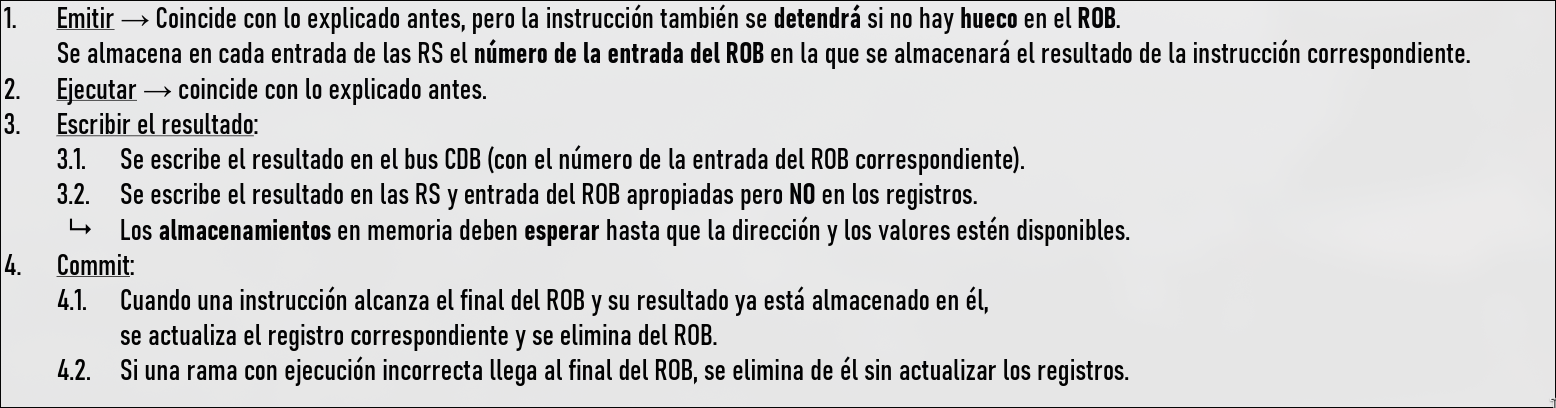 1. Emitir → Coincide con lo explicado antes, pero la instrucción también se detendrá si no hay hueco en el ROB.
Se almacena en cada entrada de las RS el número de la entrada del ROB en la que se almacenará el resultado de la instrucción correspondiente.
2. Ejecutar → coincide con lo explicado antes.
3. Escribir el resultado:
3.1. Se escribe el resultado en el bus CDB (con el número de la entrada del ROB correspondiente).
3.2. Se escribe el resultado en las RS y entrada del ROB apropiadas pero NO en los registros.
↳ Los almacenamientos en memoria deben esperar hasta que la dirección y los valores estén disponibles.
4. Commit:
4.1. Cuando una instrucción alcanza el final del ROB y su resultado ya está almacenado en él,
se actualiza el registro correspondiente y se elimina del ROB.
4.2. Si una rama con ejecución incorrecta llega al final del ROB, se elimina de él sin actualizar los registros.